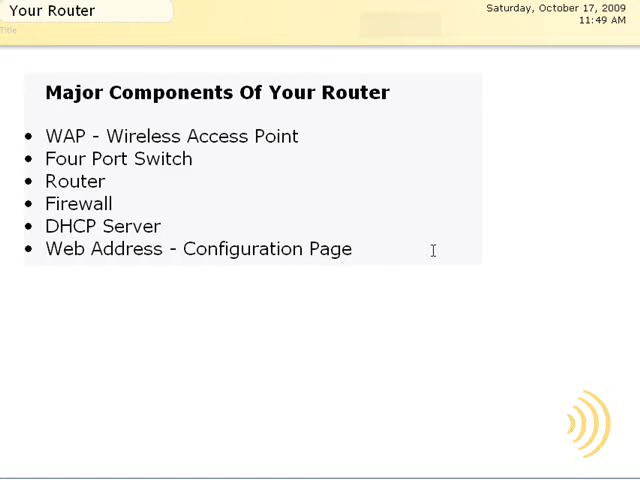 Your Router
Saturday, October 17, 2009
11:49 AM
Title
Major Components Of Your Router
• WAP - Wireless Access Point
• Four Port Switch
• Router
• Firewall
• DHCP Server
• Web Address - Configuration Page